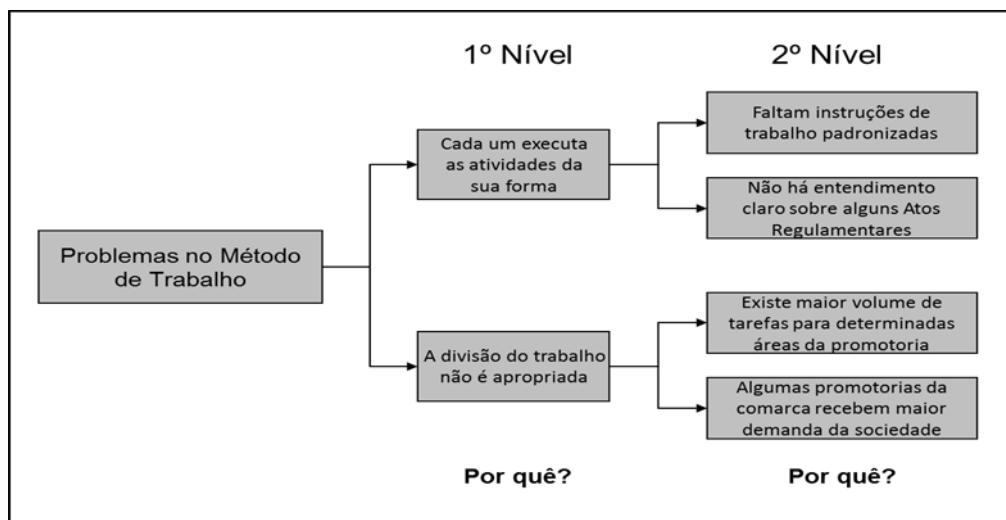 1º Nível
2º Nível
Problemas no Método
de Trabalho
Cada um executa
as atividades da
sua forma
Faltam instruções de
trabalho padronizadas
Não há entendimento
claro sobre alguns Atos
Regulamentares
A divisão do trabalho
não é apropriada
Existe maior volume de
tarefas para determinadas
áreas da promotoria
Algumas promotorias da
comarca recebem maior
demanda da sociedade
Por quê?
Por quê?